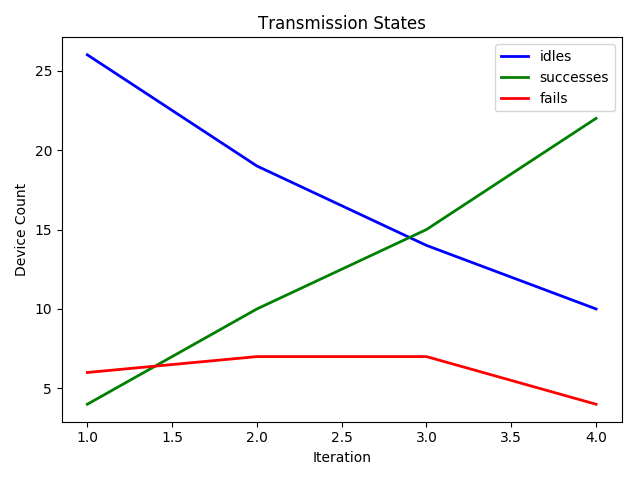 Transmission States
idles
successes
fails
Device Count
25
20
15
10
5
1.0 1.5 2.0 2.5 3.0 3.5 4.0
Iteration